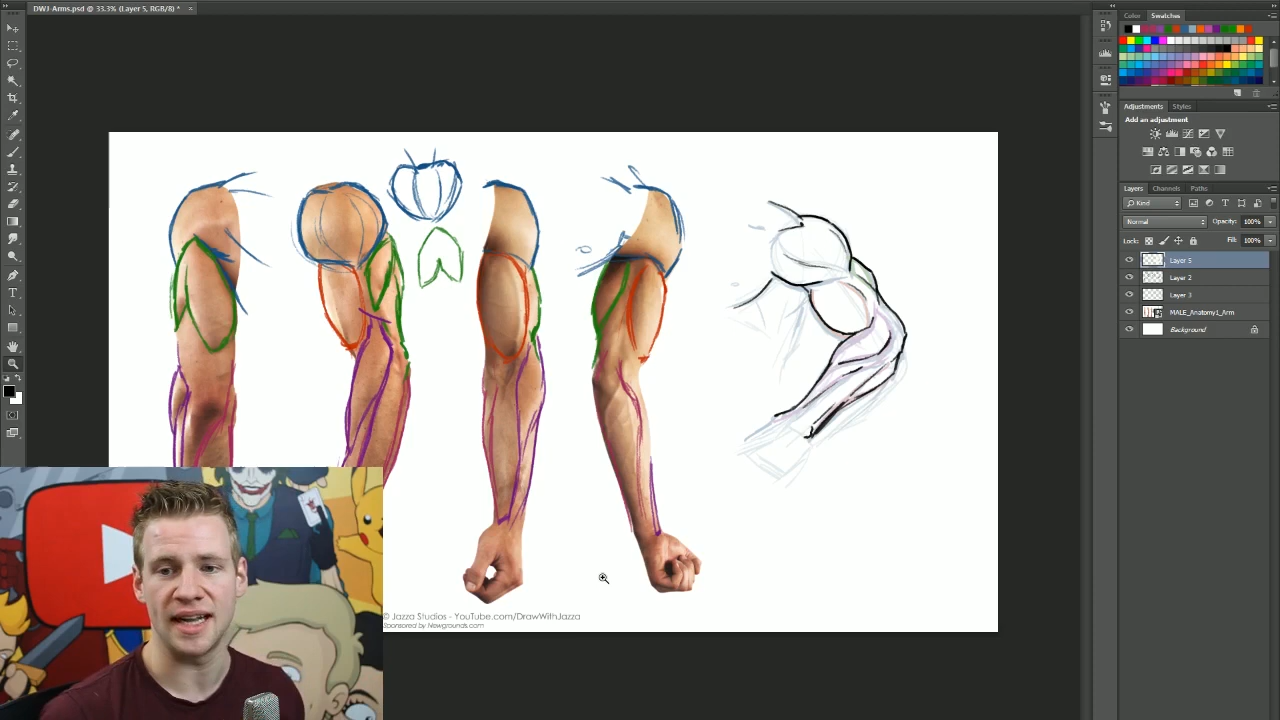 DWJ-Arms.psd @ 33.3% (Layer 5, RGB/8) *
Color
Swatches
Adjustments
Styles
Add an adjustment
Layers
Channels
Paths
Kind
Normal
Opacity: 100%
Lock:
Fill: 100%
Layer 5
Layer 2
Layer 3
MALE_Anatomy1_Arm
Background
© Jazza Studios - YouTube.com/DrawWithJazza
Sponsored by Newgrounds.com